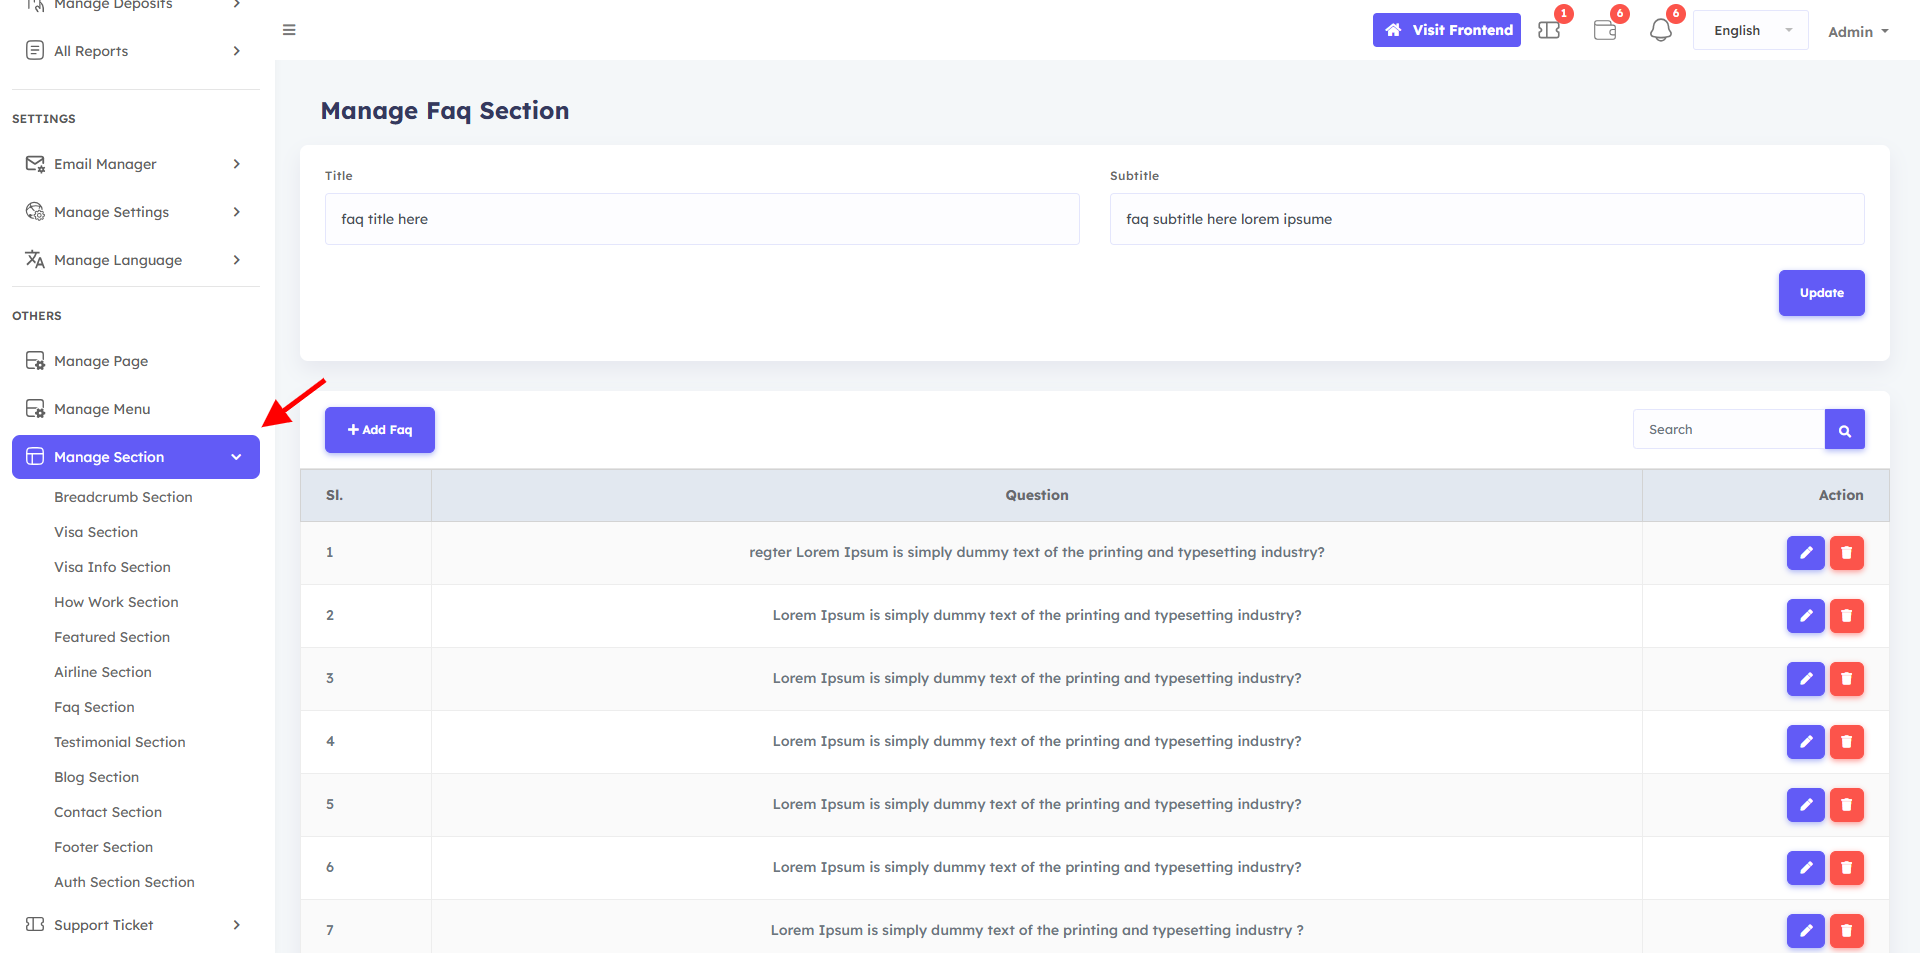 Manage Deposits
All Reports
SETTINGS
Email Manager
Manage Settings
Manage Language
OTHERS
Manage Page
Manage Menu
Manage Section
Breadcrumb Section
Visa Section
Visa Info Section
How Work Section
Featured Section
Airline Section
Faq Section
Testimonial Section
Blog Section
Contact Section
Footer Section
Auth Section Section
Support Ticket
Visit Frontend
1
6
6
English
Admin
Manage Faq Section
Title
Subtitle
faq title here
faq subtitle here lorem ipsume
Update
+ Add Faq
Search
Sl. Question Action
1 regter Lorem Ipsum is simply dummy text of the printing and typesetting industry?
2 Lorem Ipsum is simply dummy text of the printing and typesetting industry?
3 Lorem Ipsum is simply dummy text of the printing and typesetting industry?
4 Lorem Ipsum is simply dummy text of the printing and typesetting industry?
5 Lorem Ipsum is simply dummy text of the printing and typesetting industry?
6 Lorem Ipsum is simply dummy text of the printing and typesetting industry?
7 Lorem Ipsum is simply dummy text of the printing and typesetting industry ?